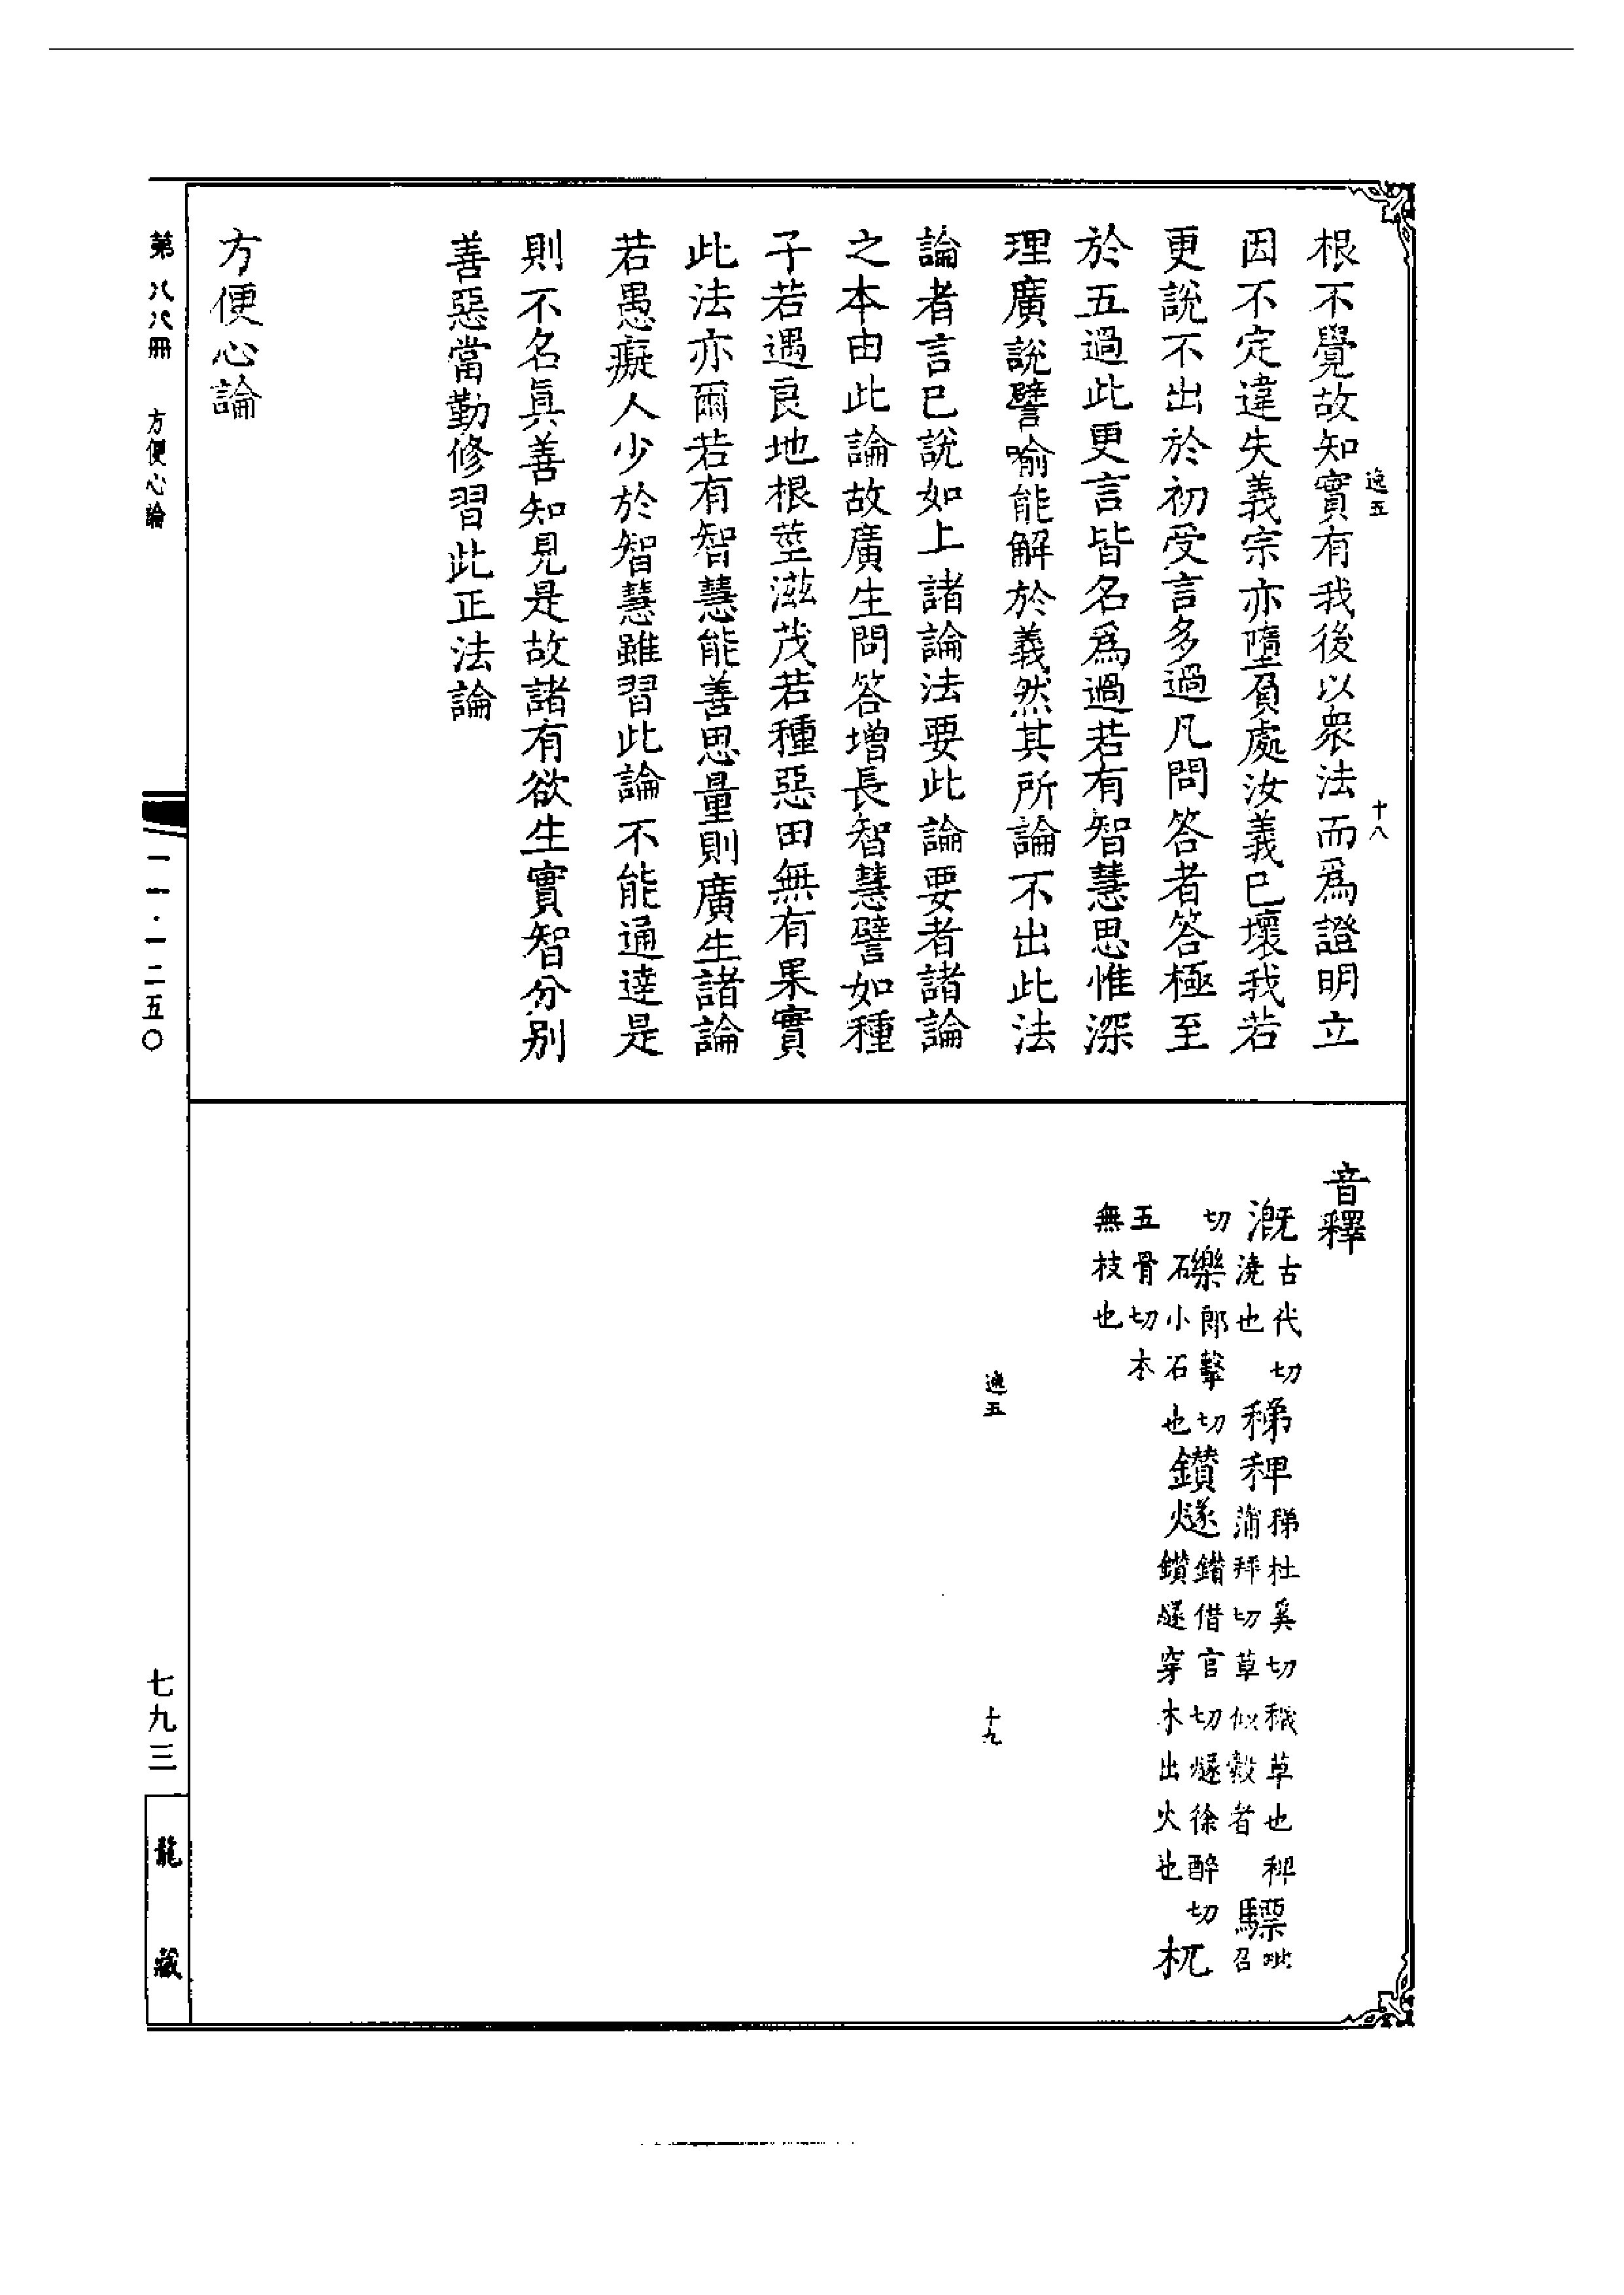 根不覺故知實有我後以衆法而爲證明立
逸五
十八
因不定違失義宗亦墮負處汝義已壞我若
更說不出於初受言多過凡問答者答極至
於五過此更言皆名爲過若有智慧思惟深
理廣說譬喻能解於義然其所論不出此法
論者言已說如上諸論法要此論要者諸論
之本由此論故廣生問答增長智慧譬如種
子若遇良地根莖滋茂若種惡田無有果實
此法亦爾若有智慧能善思量則廣生諸論
若愚癡人少於智慧雖習此論不能通達是
則不名眞善知見是故諸有欲生實智分别
善惡當勤修習此正法論
方便心論
音釋
溉古代切澆也稊稗稊杜奚切穢草也稗蒲拜切草似穀者驃毗召
切礫郎擊切石小石也鑽燧鑽借官切燧徐醉切鑽燧穿木出火也杌
五骨切木無枝也
逸五
十九
第八八冊 方便心論
一一·一二五〇
七九三
龍藏